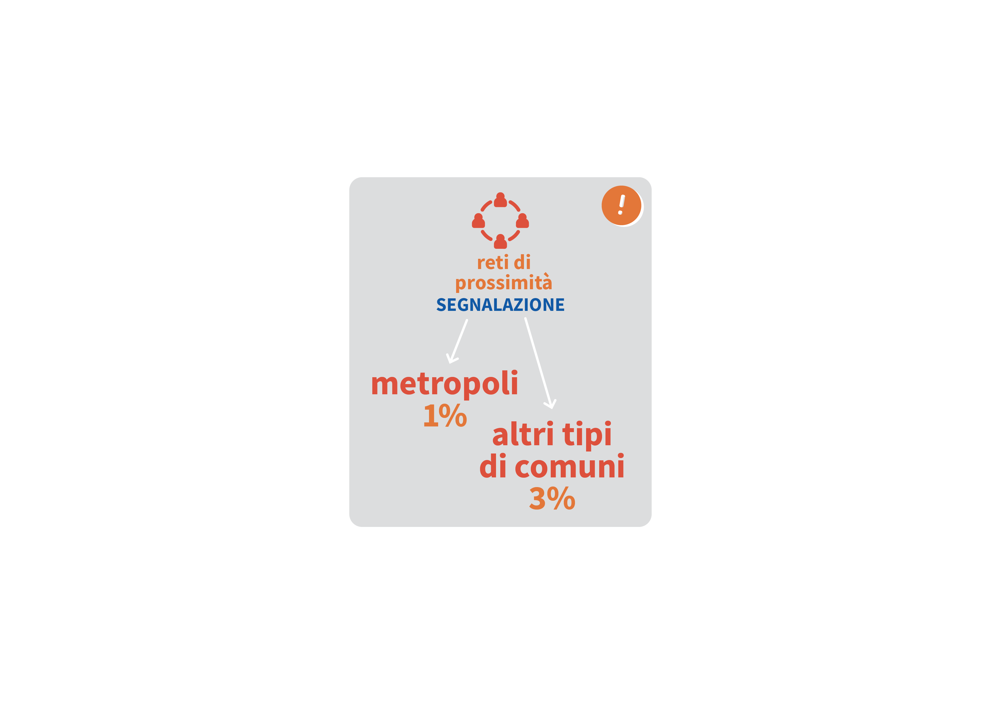 !
reti di
prossimità
SEGNALAZIONE
metropoli
1%
altri tipi
di comuni
3%